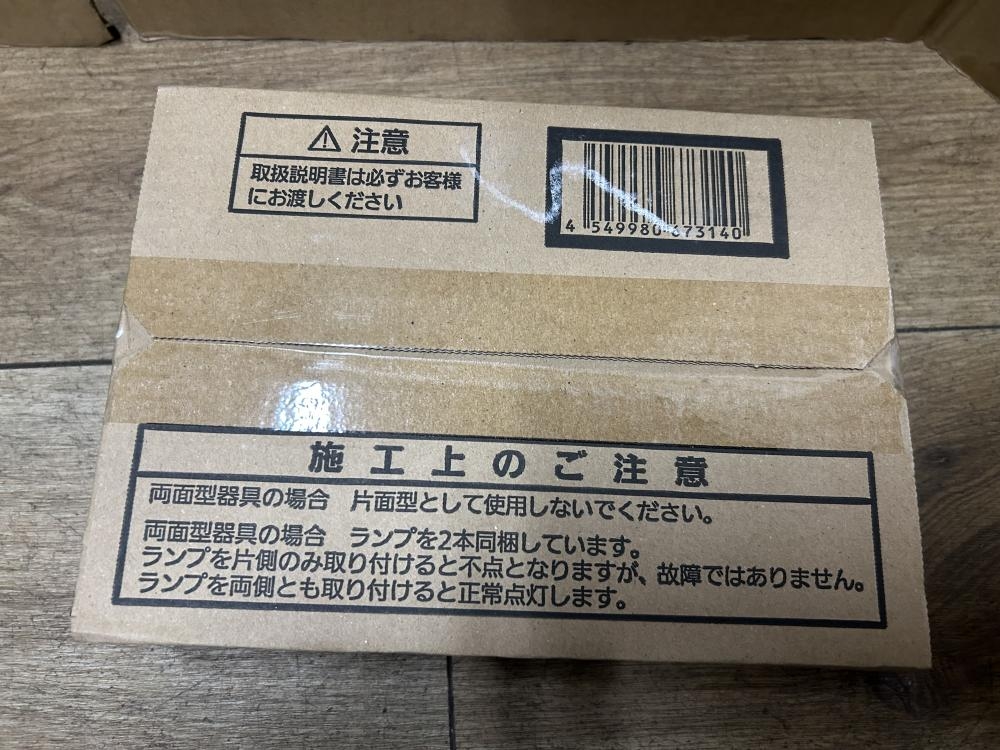 ⚠ 注意
取扱説明書は必ずお客様
にお渡しください
4 549980 673140
施工上のご注意
両面型器具の場合 片面型として使用しないでください。
両面型器具の場合 ランプを2本同梱しています。
ランプを片側のみ取り付けると不点となりますが、故障ではありません。
ランプを両側とも取り付けると正常点灯します。